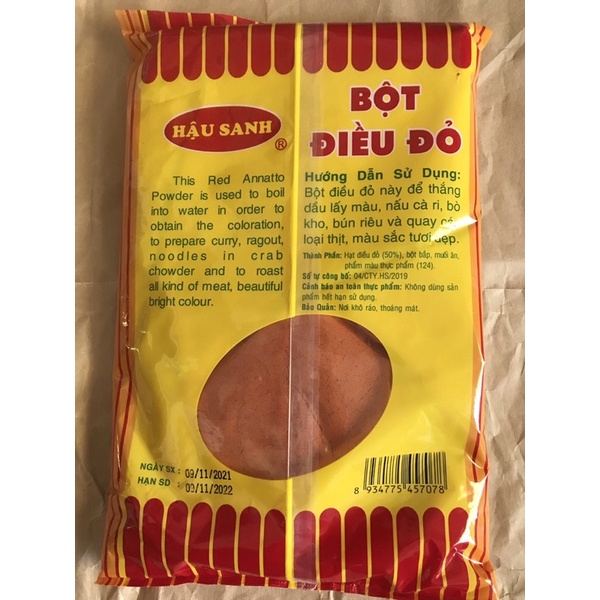 HẬU SANH
®
BỘT
ĐIỀU ĐỎ
This Red Annatto
Powder is used to boil
into water in order to
obtain the coloration,
to prepare curry, ragout,
noodles in crab
chowder and to roast
all kind of meat, beautiful
bright colour.
Hướng Dẫn Sử Dụng:
Bột điều đỏ này để thắng
dầu lấy màu, nấu cà ri, bò
kho, bún riêu và quay các
loại thịt, màu sắc tươi đẹp.
Thành Phần: Hạt điều đỏ (50%), bột bắp, muối ăn,
phẩm màu thực phẩm (124).
Số tự công bố: 04/CTY.HS/2019
Cảnh báo an toàn thực phẩm: Không dùng sản
phẩm hết hạn sử dụng.
Bảo Quản: Nơi khô ráo, thoáng mát.
NGÀY SX : 09/11/2021
HẠN SD : 09/11/2022
8 934775 457078